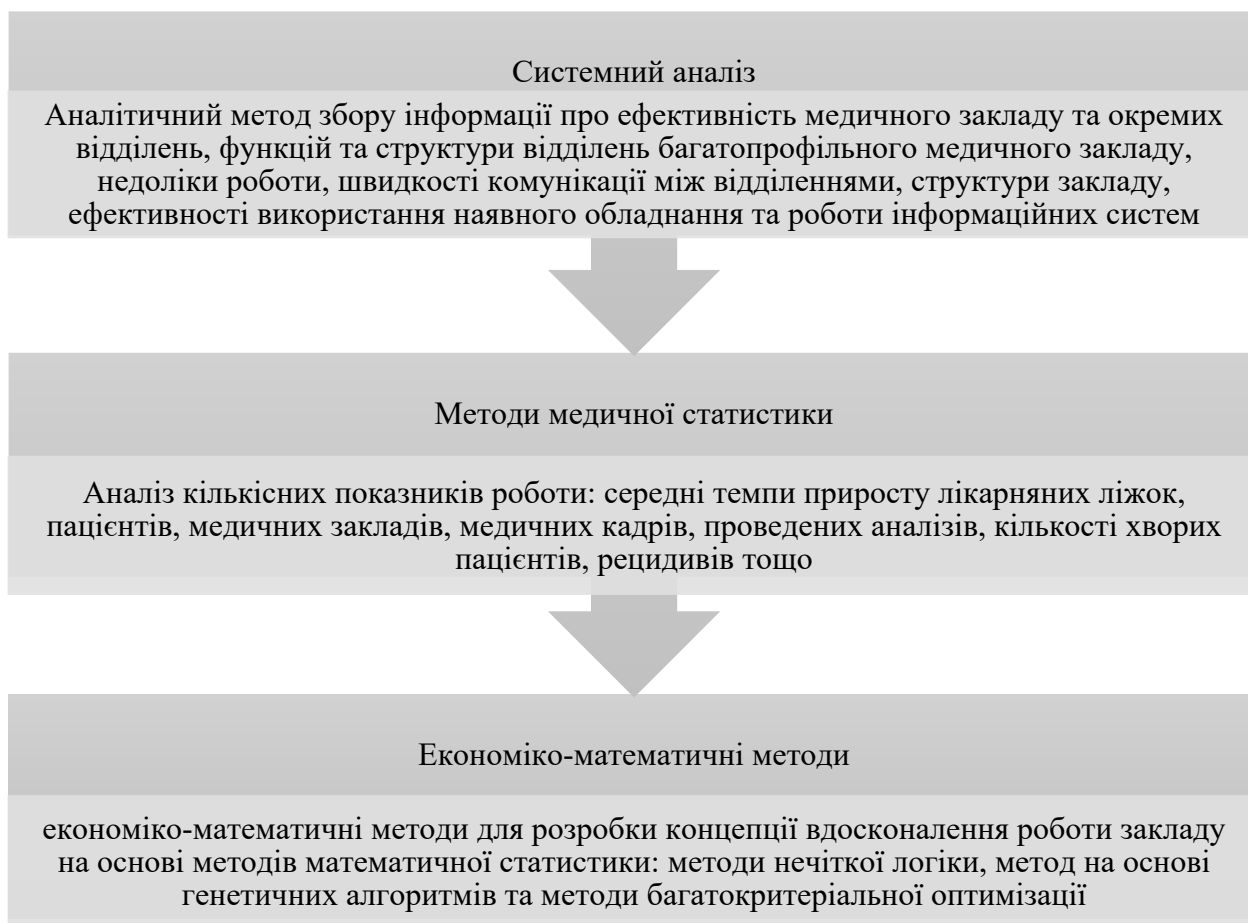 Системний аналіз
Аналітичний метод збору інформації про ефективність медичного закладу та окремих
відділень, функцій та структури відділень багатопрофільного медичного закладу,
недоліки роботи, швидкості комунікації між відділеннями, структури закладу,
ефективності використання наявного обладнання та роботи інформаційних систем
Методи медичної статистики
Аналіз кількісних показників роботи: середні темпи приросту лікарняних ліжок,
пацієнтів, медичних закладів, медичних кадрів, проведених аналізів, кількості хворих
пацієнтів, рецидивів тощо
Економіко-математичні методи
економіко-математичні методи для розробки концепції вдосконалення роботи закладу
на основі методів математичної статистики: методи нечіткої логіки, метод на основі
генетичних алгоритмів та методи багатокритеріальної оптимізації